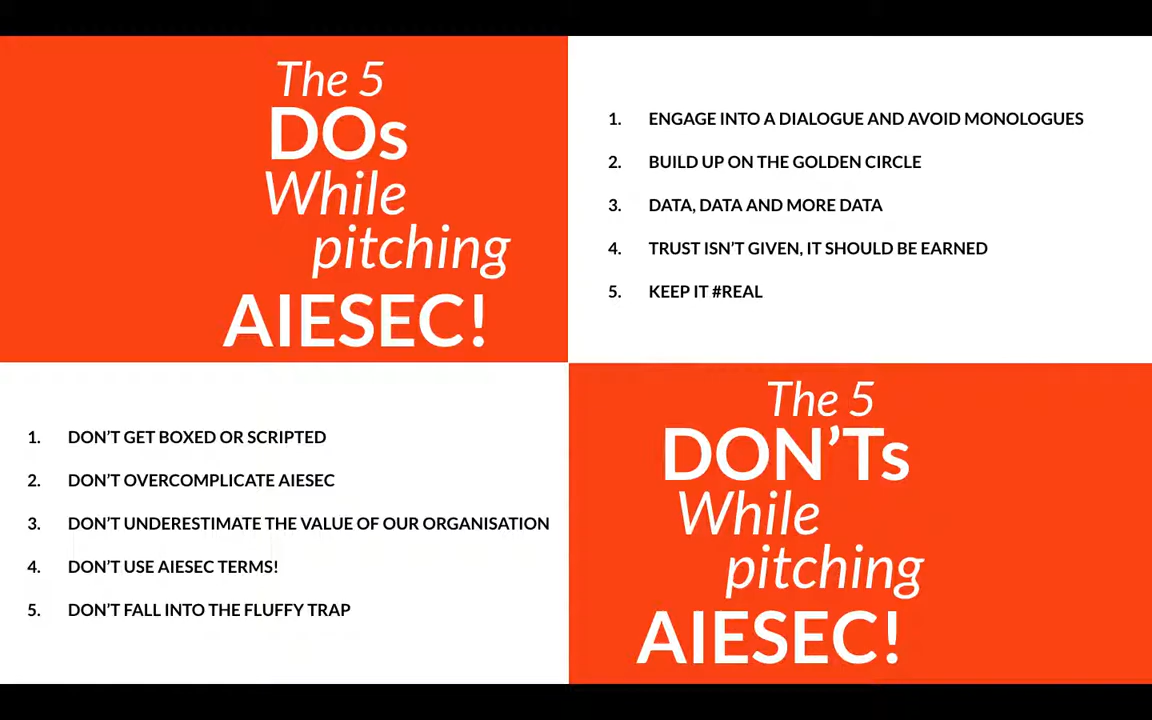 The 5
DOs
While
pitching
AIESEC!
1. ENGAGE INTO A DIALOGUE AND AVOID MONOLOGUES
2. BUILD UP ON THE GOLDEN CIRCLE
3. DATA, DATA AND MORE DATA
4. TRUST ISN'T GIVEN, IT SHOULD BE EARNED
5. KEEP IT #REAL
1. DON'T GET BOXED OR SCRIPTED
2. DON'T OVERCOMPLICATE AIESEC
3. DON'T UNDERESTIMATE THE VALUE OF OUR ORGANISATION
4. DON'T USE AIESEC TERMS!
5. DON'T FALL INTO THE FLUFFY TRAP
The 5
DON'Ts
While
pitching
AIESEC!